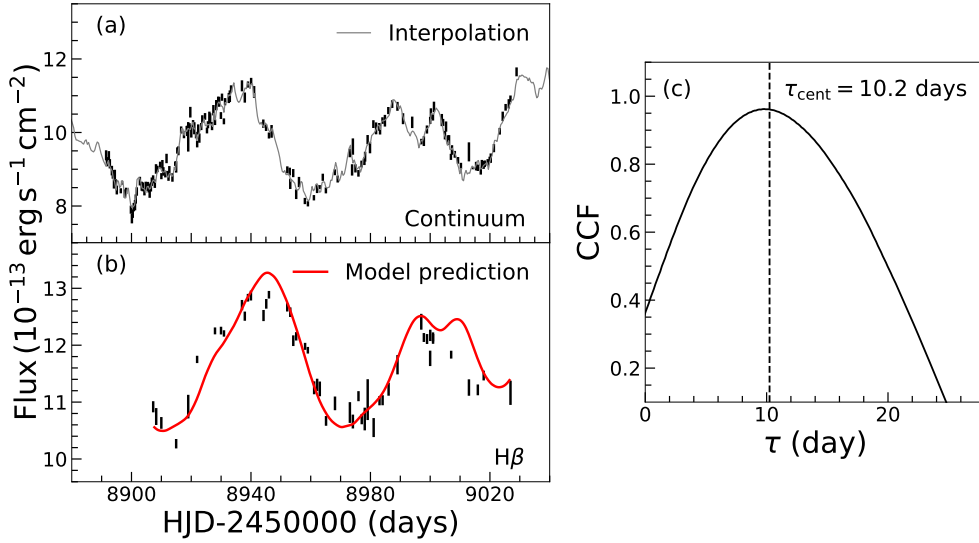 (a)
Interpolation
12
11
10
9
8
Continuum
(b)
Model prediction
13
12
11
10
Hβ
8900 8940 8980 9020
HJD-2450000 (days)
Flux (10⁻¹³ erg s⁻¹ cm⁻²)
(c)
τcent = 10.2 days
1.0
0.8
0.6
0.4
0.2
CCF
0 10 20
τ (day)